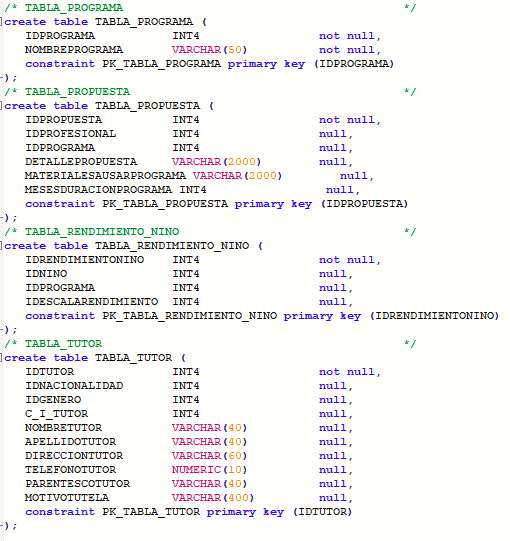 /* TABLA_PROGRAMA */
create table TABLA_PROGRAMA (
IDPROGRAMA INT4 not null,
NOMBREPROGRAMA VARCHAR(50) not null,
constraint PK_TABLA_PROGRAMA primary key (IDPROGRAMA)
);
/* TABLA_PROPUESTA */
create table TABLA_PROPUESTA (
IDPROPUESTA INT4 not null,
IDPROFESIONAL INT4 null,
IDPROGRAMA INT4 null,
DETALLEPROPUESTA VARCHAR(2000) null,
MATERIALESAUSARPROGRAMA VARCHAR(2000) null,
MESESDURACIONPROGRAMA INT4 null,
constraint PK_TABLA_PROPUESTA primary key (IDPROPUESTA)
);
/* TABLA_RENDIMIENTO_NINO */
create table TABLA_RENDIMIENTO_NINO (
IDRENDIMIENTONINO INT4 not null,
IDNINO INT4 null,
IDPROGRAMA INT4 null,
IDESCALARENDIMIENTO INT4 null,
constraint PK_TABLA_RENDIMIENTO_NINO primary key (IDRENDIMIENTONINO)
);
/* TABLA_TUTOR */
create table TABLA_TUTOR (
IDTUTOR INT4 not null,
IDNACIONALIDAD INT4 null,
IDGENERO INT4 null,
C_I_TUTOR INT4 null,
NOMBRETUTOR VARCHAR(40) null,
APELLIDOTUTOR VARCHAR(40) null,
DIRECCIONTUTOR VARCHAR(60) null,
TELEFONOTUTOR NUMERIC(10) null,
PARENTESCOTUTOR VARCHAR(40) null,
MOTIVOTUTELA VARCHAR(400) null,
constraint PK_TABLA_TUTOR primary key (IDTUTOR)
);